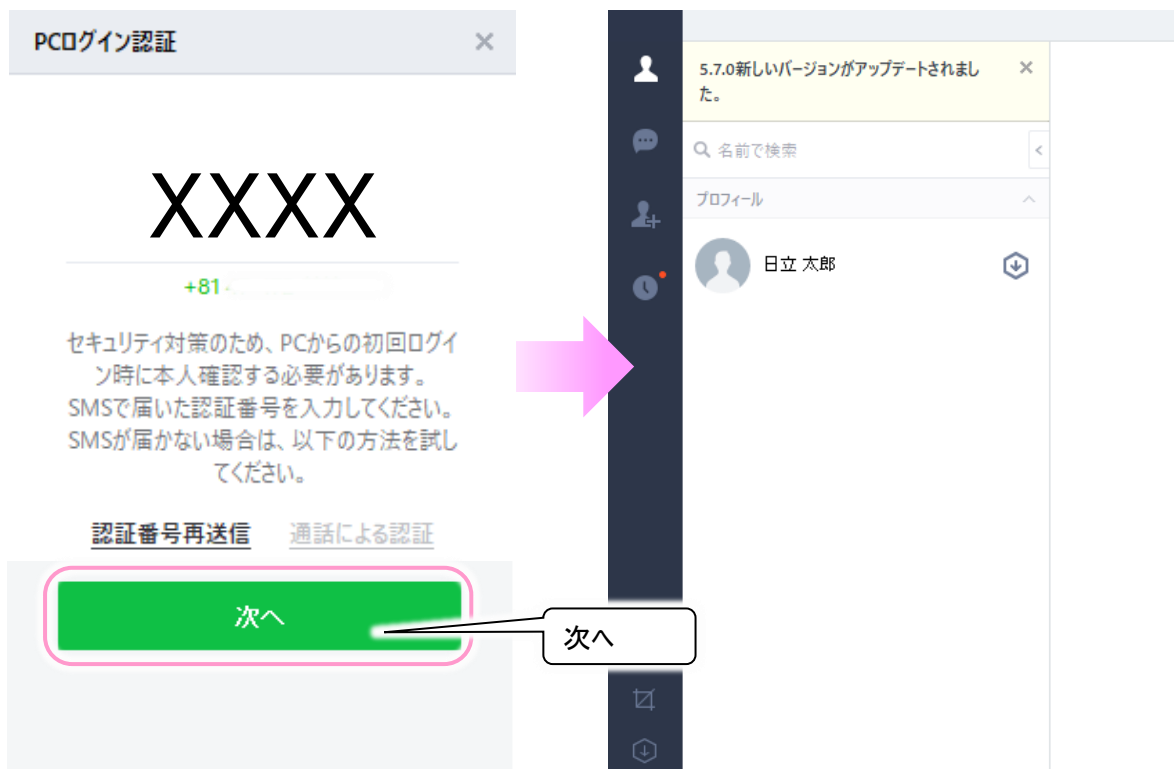 PCログイン認証
XXXX
+81
セキュリティ対策のため、PCからの初回ログイ
ン時に本人確認する必要があります。
SMSで届いた認証番号を入力してください。
SMSが届かない場合は、以下の方法を試し
てください。
認証番号再送信 通話による認証
次へ
次へ
5.7.0新しいバージョンがアップデートされまし
た。
名前で検索
プロフィール
日立 太郎